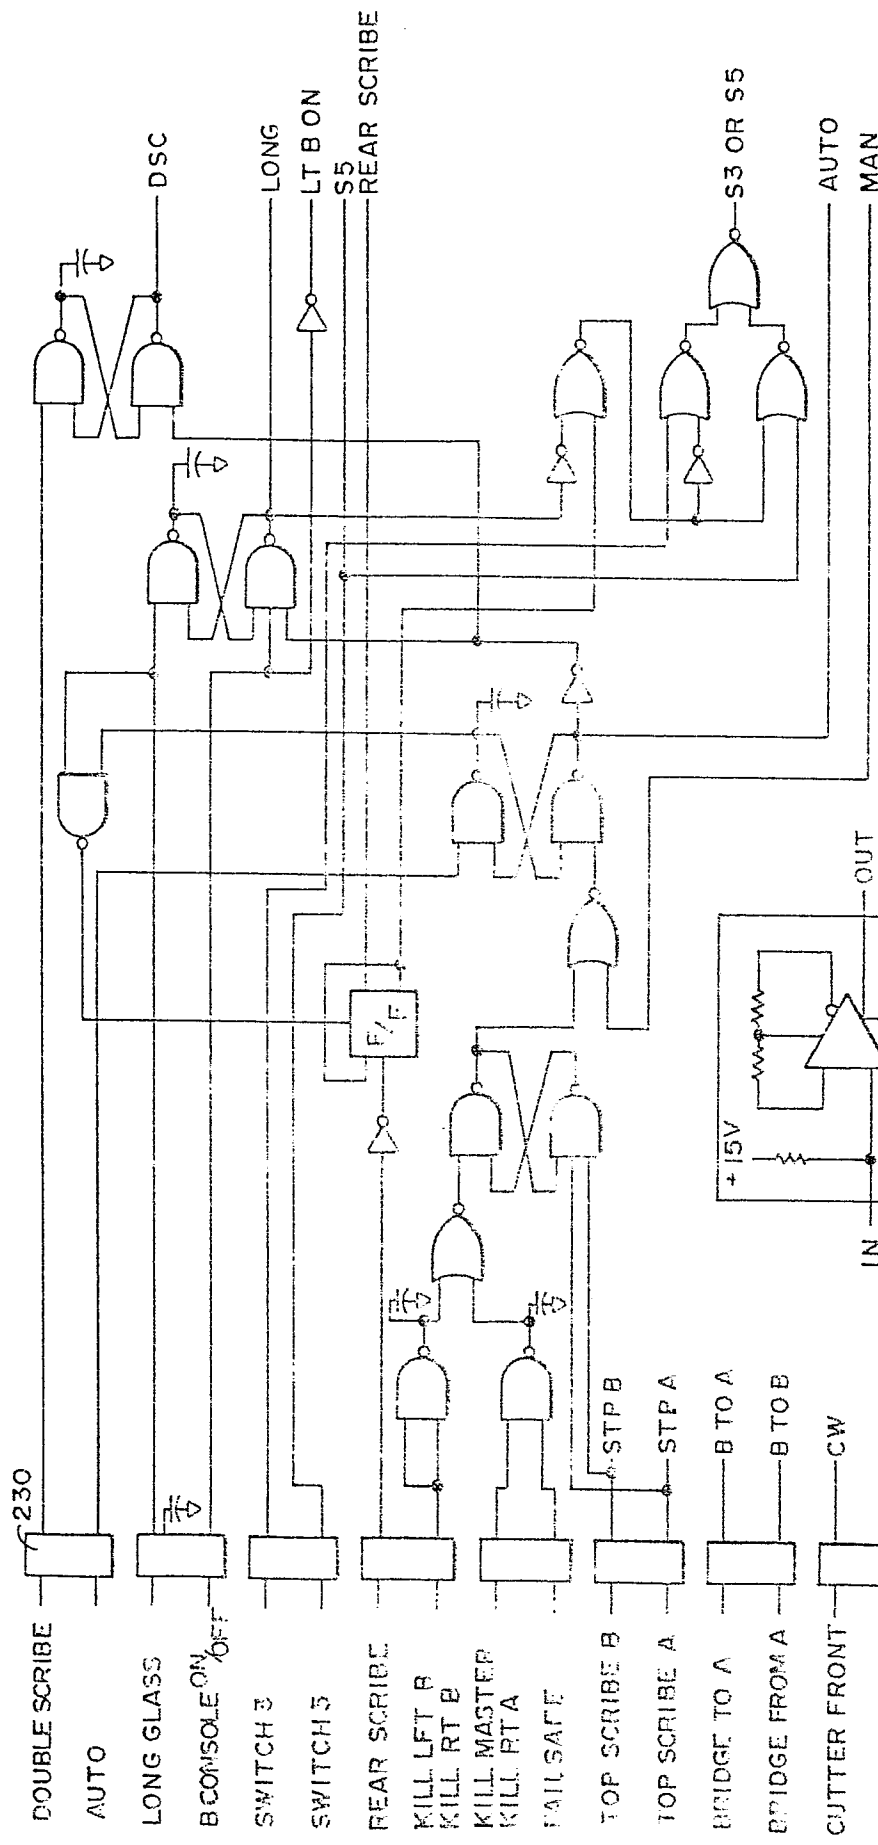 DOUBLE SCRIBE
230
AUTO
LONG GLASS
B CONSOLE ON/OFF
SWITCH 3
SWITCH 5
REAR SCRIBE
KILL LFT B
KILL RT B
KILL MASTER
KILL RT A
FAILSAFE
TOP SCRIBE B
TOP SCRIBE A
BRIDGE TO A
BRIDGE FROM A
CUTTER FRONT
STP B
STP A
B TO A
B TO B
CW
F/F
+15V
IN
OUT
DSC
LONG
LT B ON
S5
REAR SCRIBE
S3 OR S5
AUTO
MAN